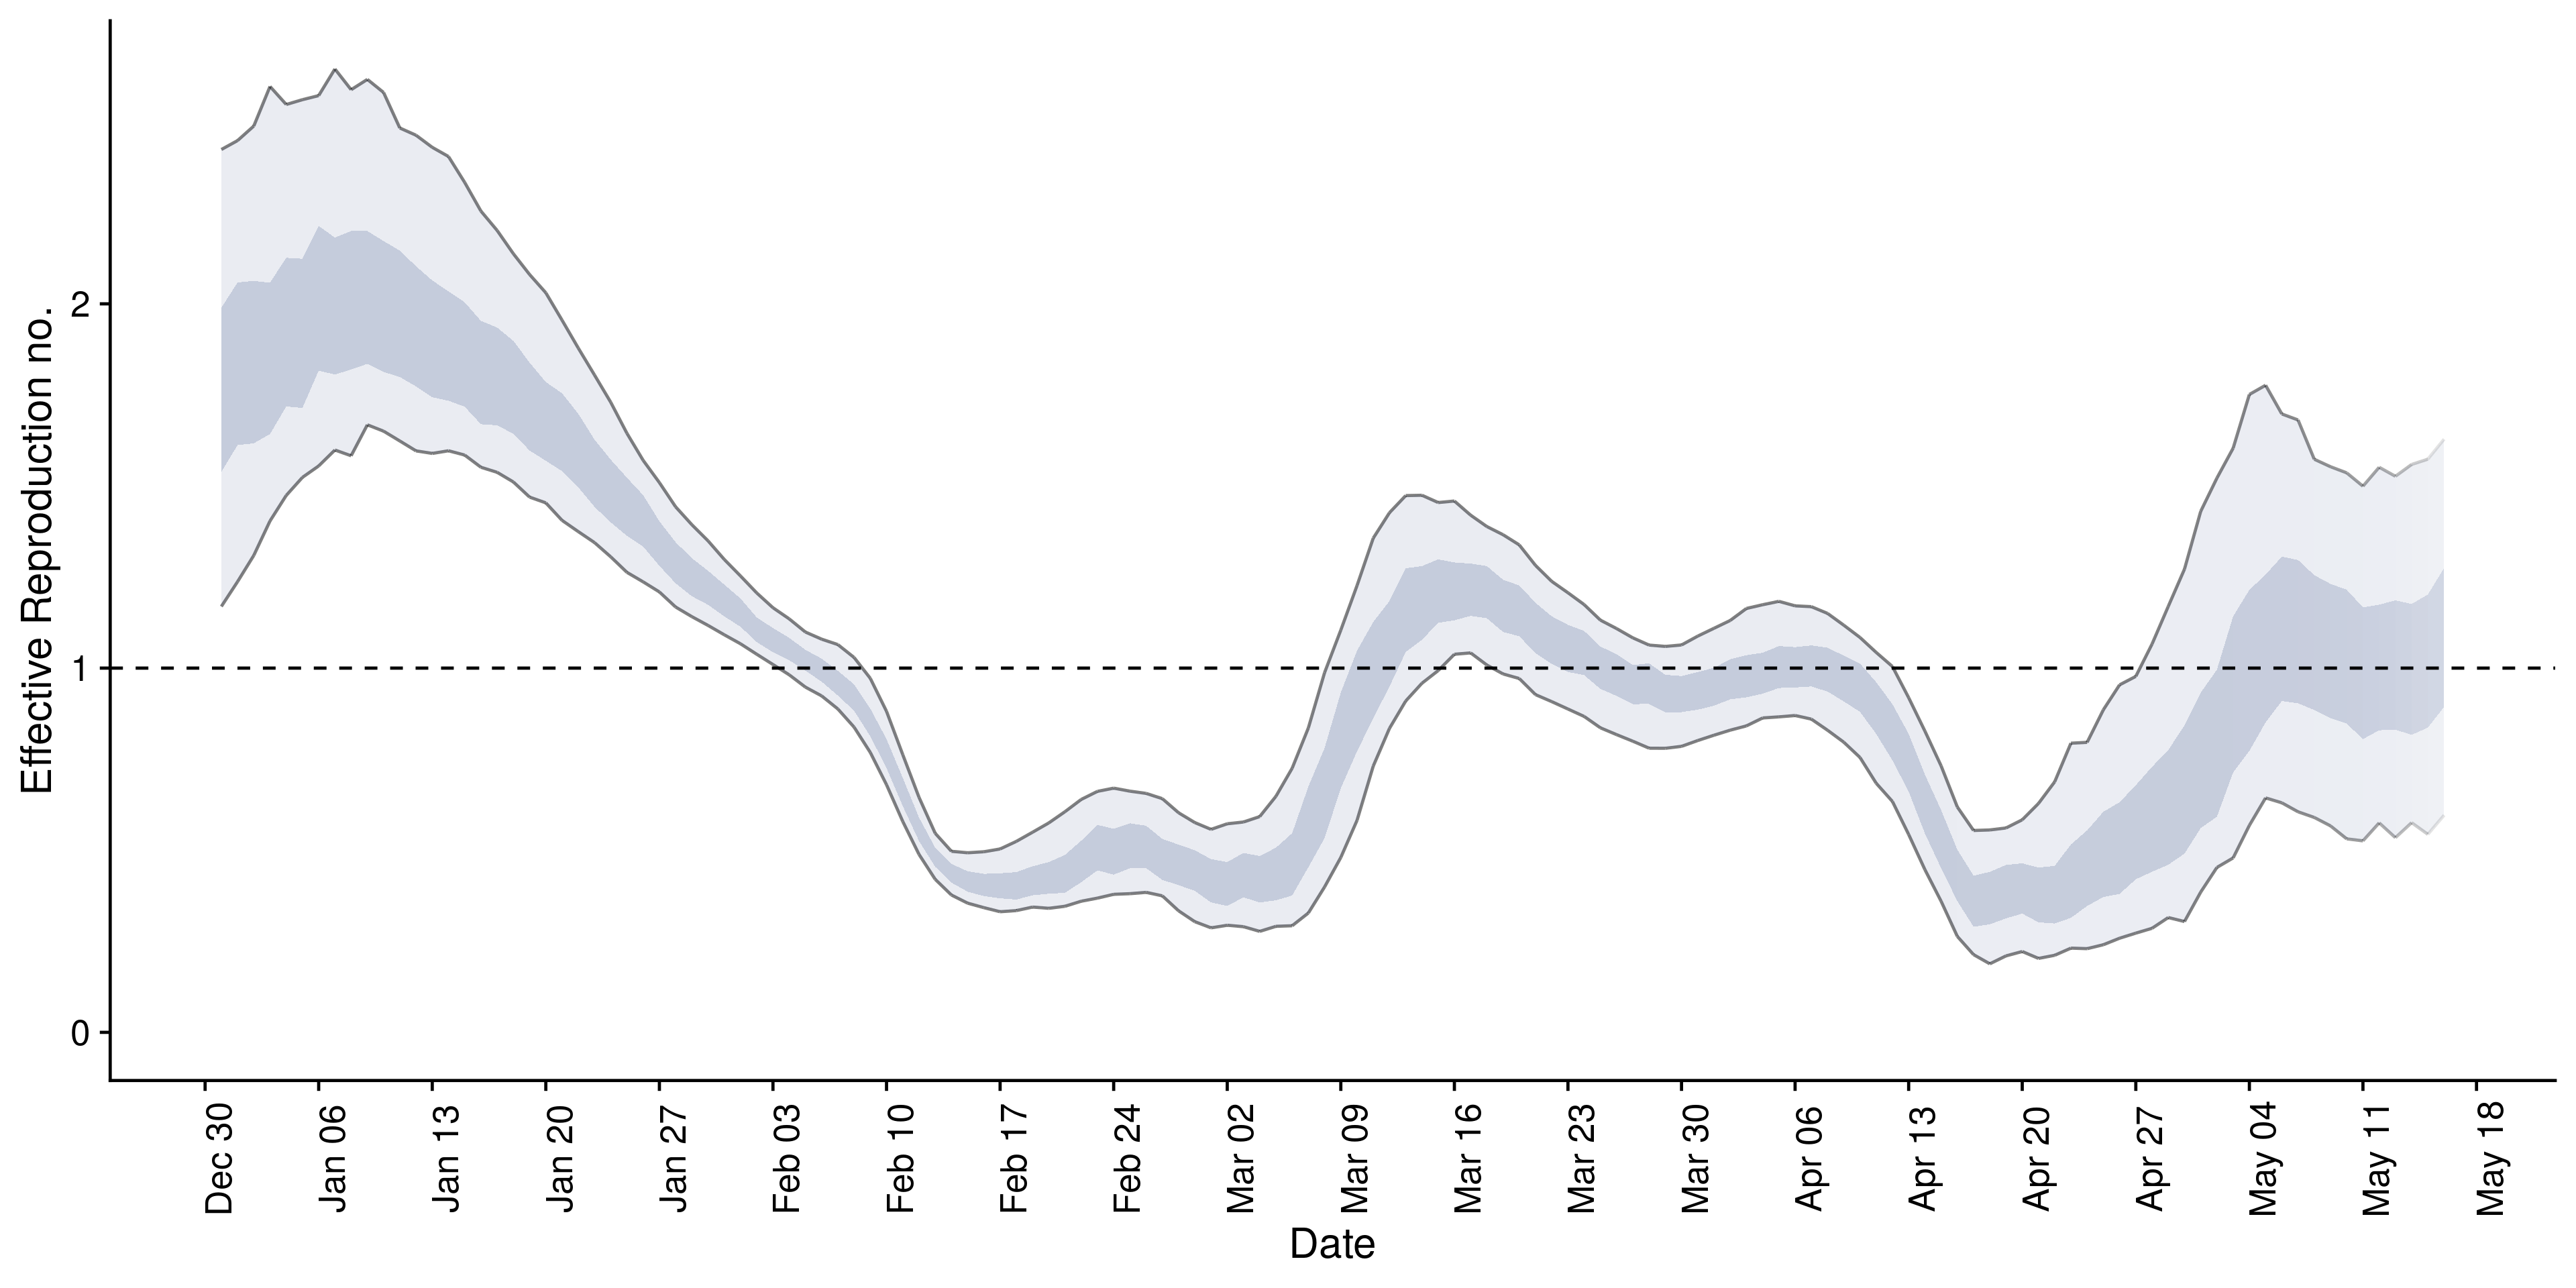 Effective Reproduction no.
2
1
0
Dec 30
Jan 06
Jan 13
Jan 20
Jan 27
Feb 03
Feb 10
Feb 17
Feb 24
Mar 02
Mar 09
Mar 16
Mar 23
Mar 30
Apr 06
Apr 13
Apr 20
Apr 27
May 04
May 11
May 18
Date